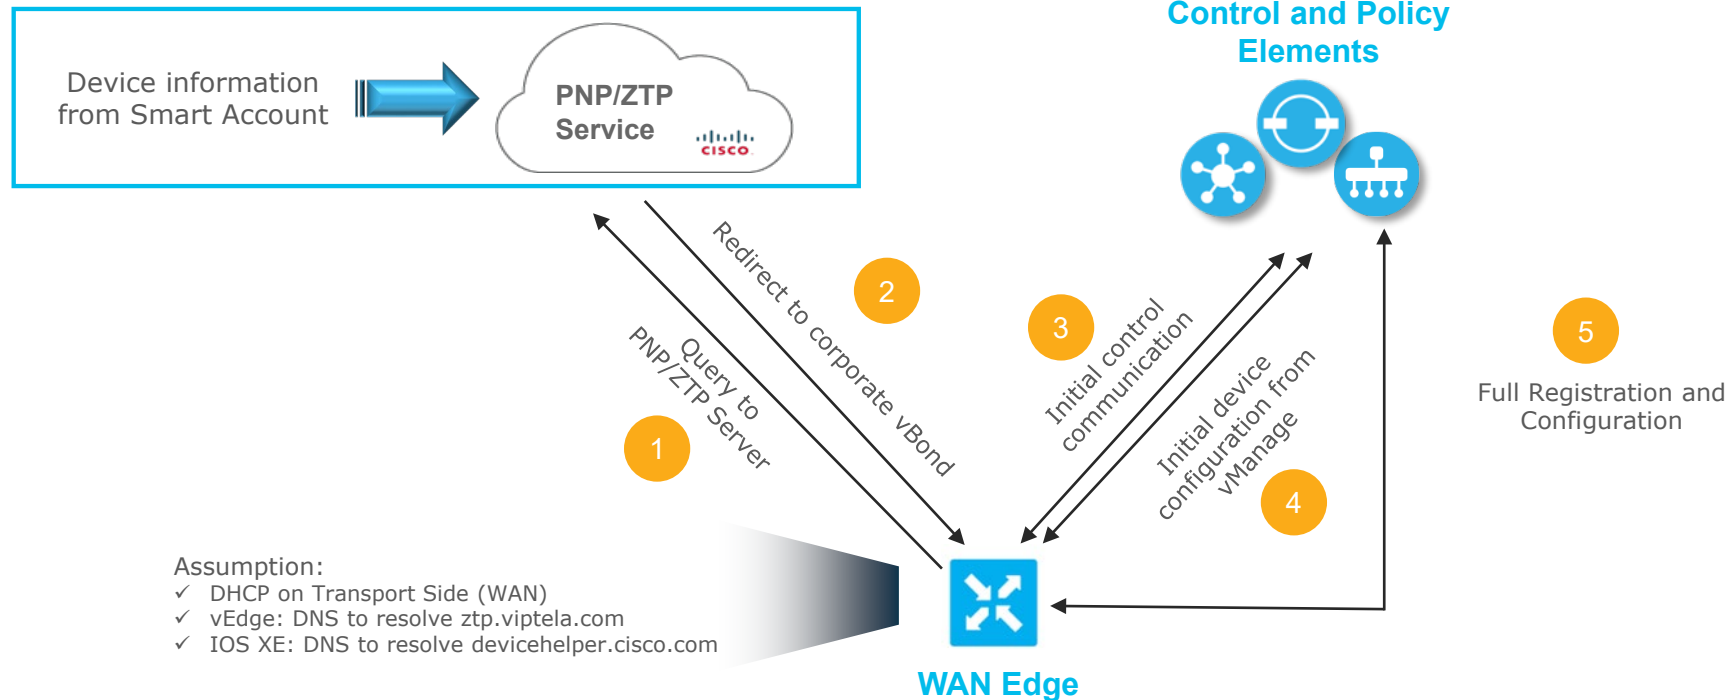 Control and Policy
Elements
Device information
from Smart Account
PNP/ZTP
Service
CISCO
Redirect to corporate vBond
2
Query to
PNP/ZTP Server
1
3
Initial control
communication
Initial device
configuration from
vManage
4
5
Full Registration and
Configuration
Assumption:
✓ DHCP on Transport Side (WAN)
✓ vEdge: DNS to resolve ztp.viptela.com
✓ IOS XE: DNS to resolve devicehelper.cisco.com
WAN Edge